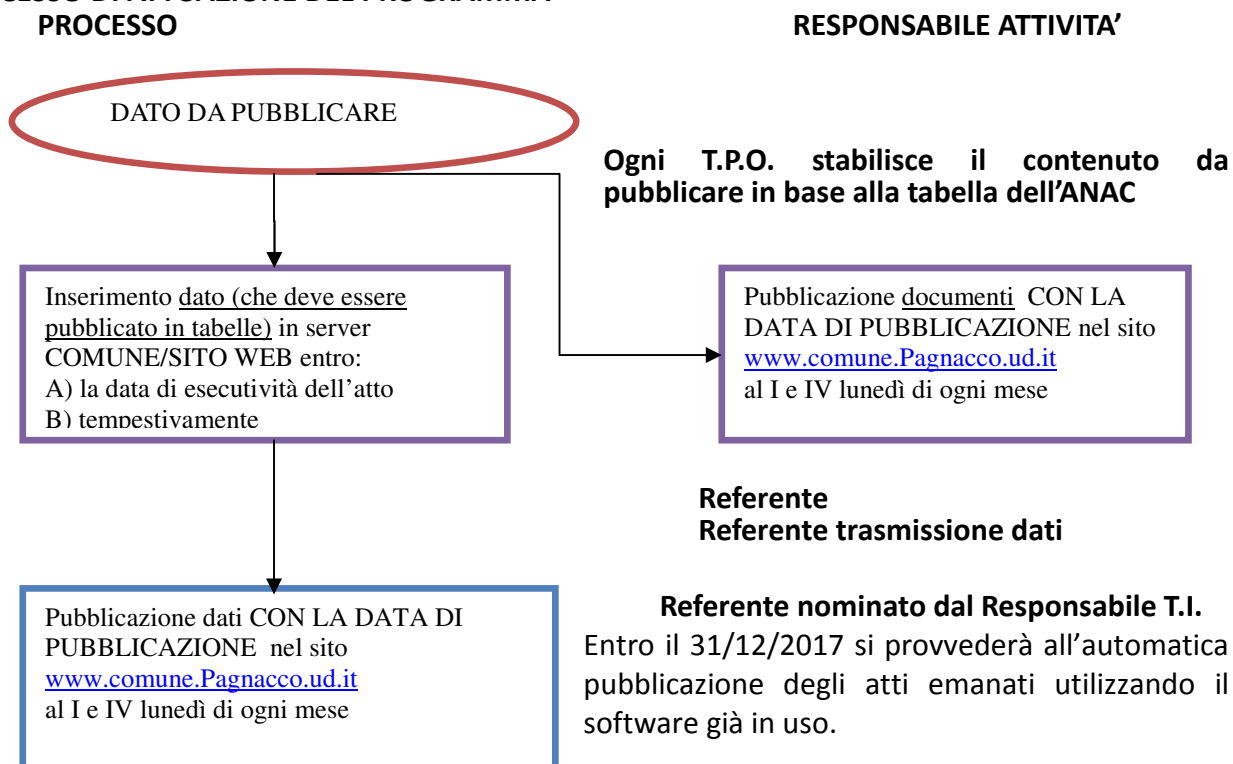 PROCESSO
RESPONSABILE ATTIVITA’
DATO DA PUBBLICARE
Ogni T.P.O. stabilisce il contenuto da
pubblicare in base alla tabella dell’ANAC
Inserimento dato (che deve essere
pubblicato in tabelle) in server
COMUNE/SITO WEB entro:
A) la data di esecutività dell’atto
B) tempestivamente
Pubblicazione documenti CON LA
DATA DI PUBBLICAZIONE nel sito
www.comune.Pagnacco.ud.it
al I e IV lunedì di ogni mese
Referente
Referente trasmissione dati
Pubblicazione dati CON LA DATA DI
PUBBLICAZIONE nel sito
www.comune.Pagnacco.ud.it
al I e IV lunedì di ogni mese
Referente nominato dal Responsabile T.I.
Entro il 31/12/2017 si provvederà all’automatica
pubblicazione degli atti emanati utilizzando il
software già in uso.